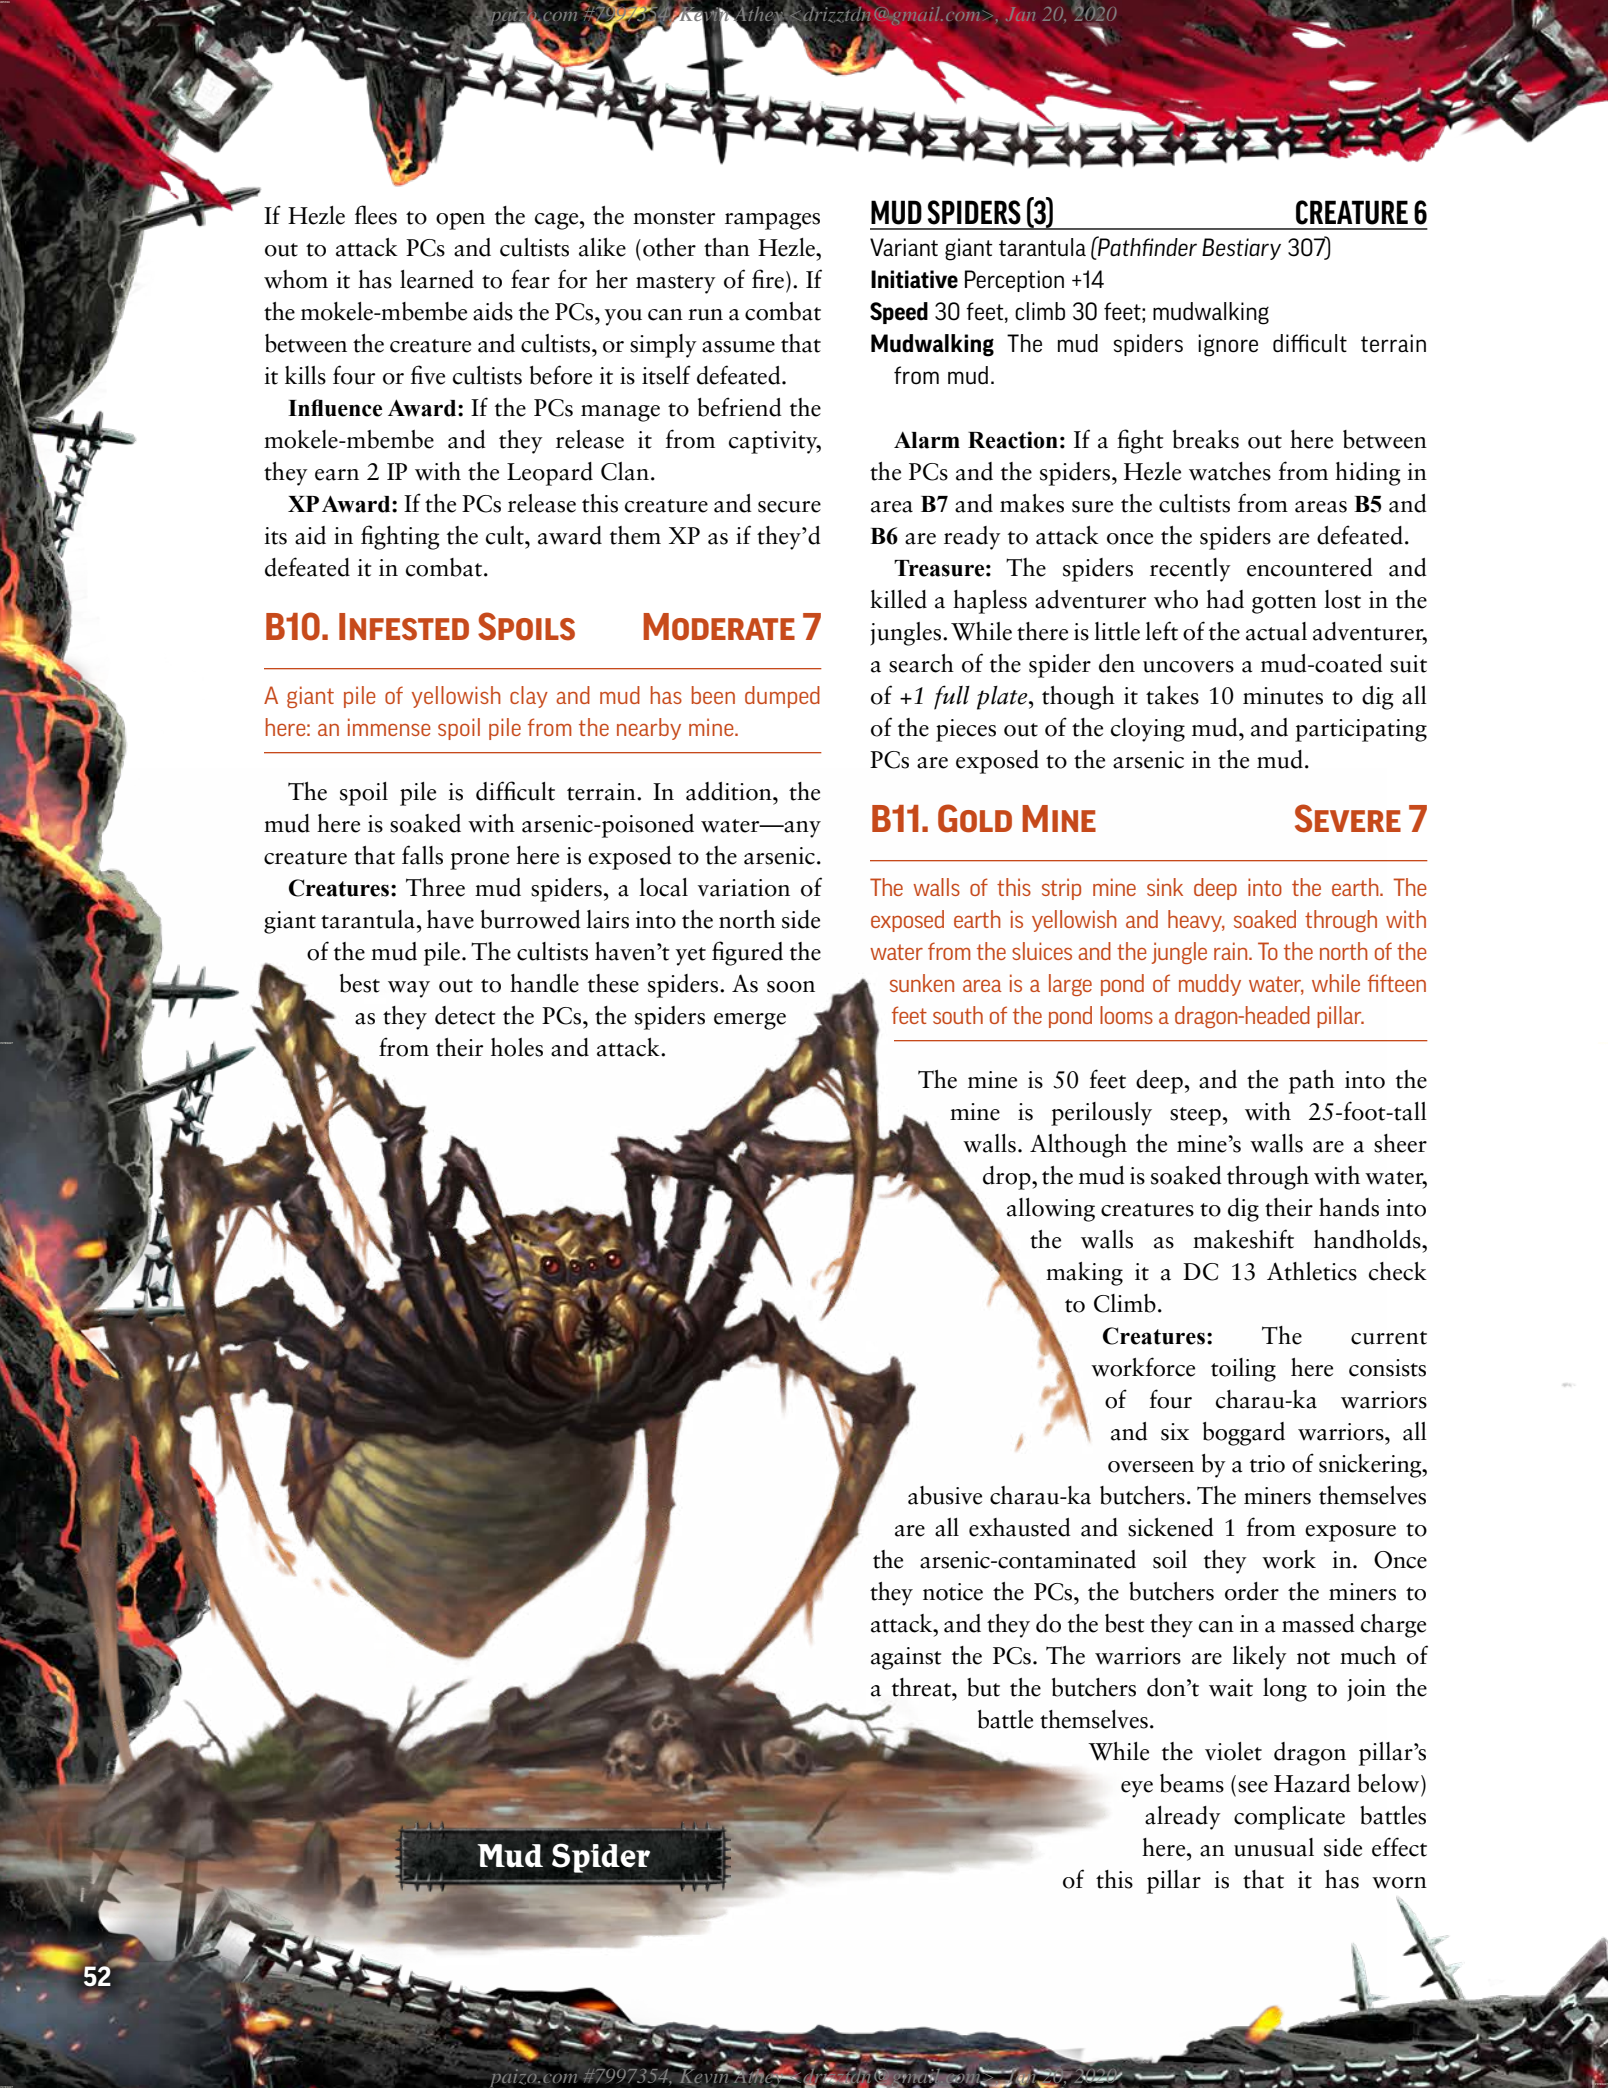 paizo.com #7997354, Kevin Athey <drizztdn@gmail.com>, Jan 20, 2020
If Hezle flees to open the cage, the monster rampages
out to attack PCs and cultists alike (other than Hezle,
whom it has learned to fear for her mastery of fire). If
the mokele-mbembe aids the PCs, you can run a combat
between the creature and cultists, or simply assume that
it kills four or five cultists before it is itself defeated.
Influence Award: If the PCs manage to befriend the
mokele-mbembe and they release it from captivity,
they earn 2 IP with the Leopard Clan.
XP Award: If the PCs release this creature and secure
its aid in fighting the cult, award them XP as if they’d
defeated it in combat.
B10. Infested Spoils Moderate 7
A giant pile of yellowish clay and mud has been dumped
here: an immense spoil pile from the nearby mine.
The spoil pile is difficult terrain. In addition, the
mud here is soaked with arsenic-poisoned water—any
creature that falls prone here is exposed to the arsenic.
Creatures: Three mud spiders, a local variation of
giant tarantula, have burrowed lairs into the north side
of the mud pile. The cultists haven’t yet figured the
best way out to handle these spiders. As soon
as they detect the PCs, the spiders emerge
from their holes and attack.
Mud Spider
MUD SPIDERS (3) CREATURE 6
Variant giant tarantula (Pathfinder Bestiary 307)
Initiative Perception +14
Speed 30 feet, climb 30 feet; mudwalking
Mudwalking The mud spiders ignore difficult terrain
from mud.
Alarm Reaction: If a fight breaks out here between
the PCs and the spiders, Hezle watches from hiding in
area B7 and makes sure the cultists from areas B5 and
B6 are ready to attack once the spiders are defeated.
Treasure: The spiders recently encountered and
killed a hapless adventurer who had gotten lost in the
jungles. While there is little left of the actual adventurer,
a search of the spider den uncovers a mud-coated suit
of +1 full plate, though it takes 10 minutes to dig all
of the pieces out of the cloying mud, and participating
PCs are exposed to the arsenic in the mud.
B11. Gold Mine Severe 7
The walls of this strip mine sink deep into the earth. The
exposed earth is yellowish and heavy, soaked through with
water from the sluices and the jungle rain. To the north of the
sunken area is a large pond of muddy water, while fifteen
feet south of the pond looms a dragon-headed pillar.
The mine is 50 feet deep, and the path into the
mine is perilously steep, with 25-foot-tall
walls. Although the mine’s walls are a sheer
drop, the mud is soaked through with water,
allowing creatures to dig their hands into
the walls as makeshift handholds,
making it a DC 13 Athletics check
to Climb.
Creatures: The current
workforce toiling here consists
of four charau-ka warriors
and six boggard warriors, all
overseen by a trio of snickering,
abusive charau-ka butchers. The miners themselves
are all exhausted and sickened 1 from exposure to
the arsenic-contaminated soil they work in. Once
they notice the PCs, the butchers order the miners to
attack, and they do the best they can in a massed charge
against the PCs. The warriors are likely not much of
a threat, but the butchers don’t wait long to join the
battle themselves.
While the violet dragon pillar’s
eye beams (see Hazard below)
already complicate battles
here, an unusual side effect
of this pillar is that it has worn
52
paizo.com #7997354, Kevin Athey <drizztdn@gmail.com>, Jan 20, 2020